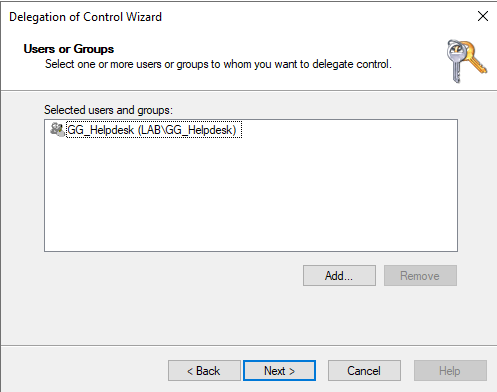 Delegation of Control Wizard
Users or Groups
Select one or more users or groups to whom you want to delegate control.
Selected users and groups:
GG_Helpdesk (LAB\GG_Helpdesk)
Add...
Remove
< Back
Next >
Cancel
Help